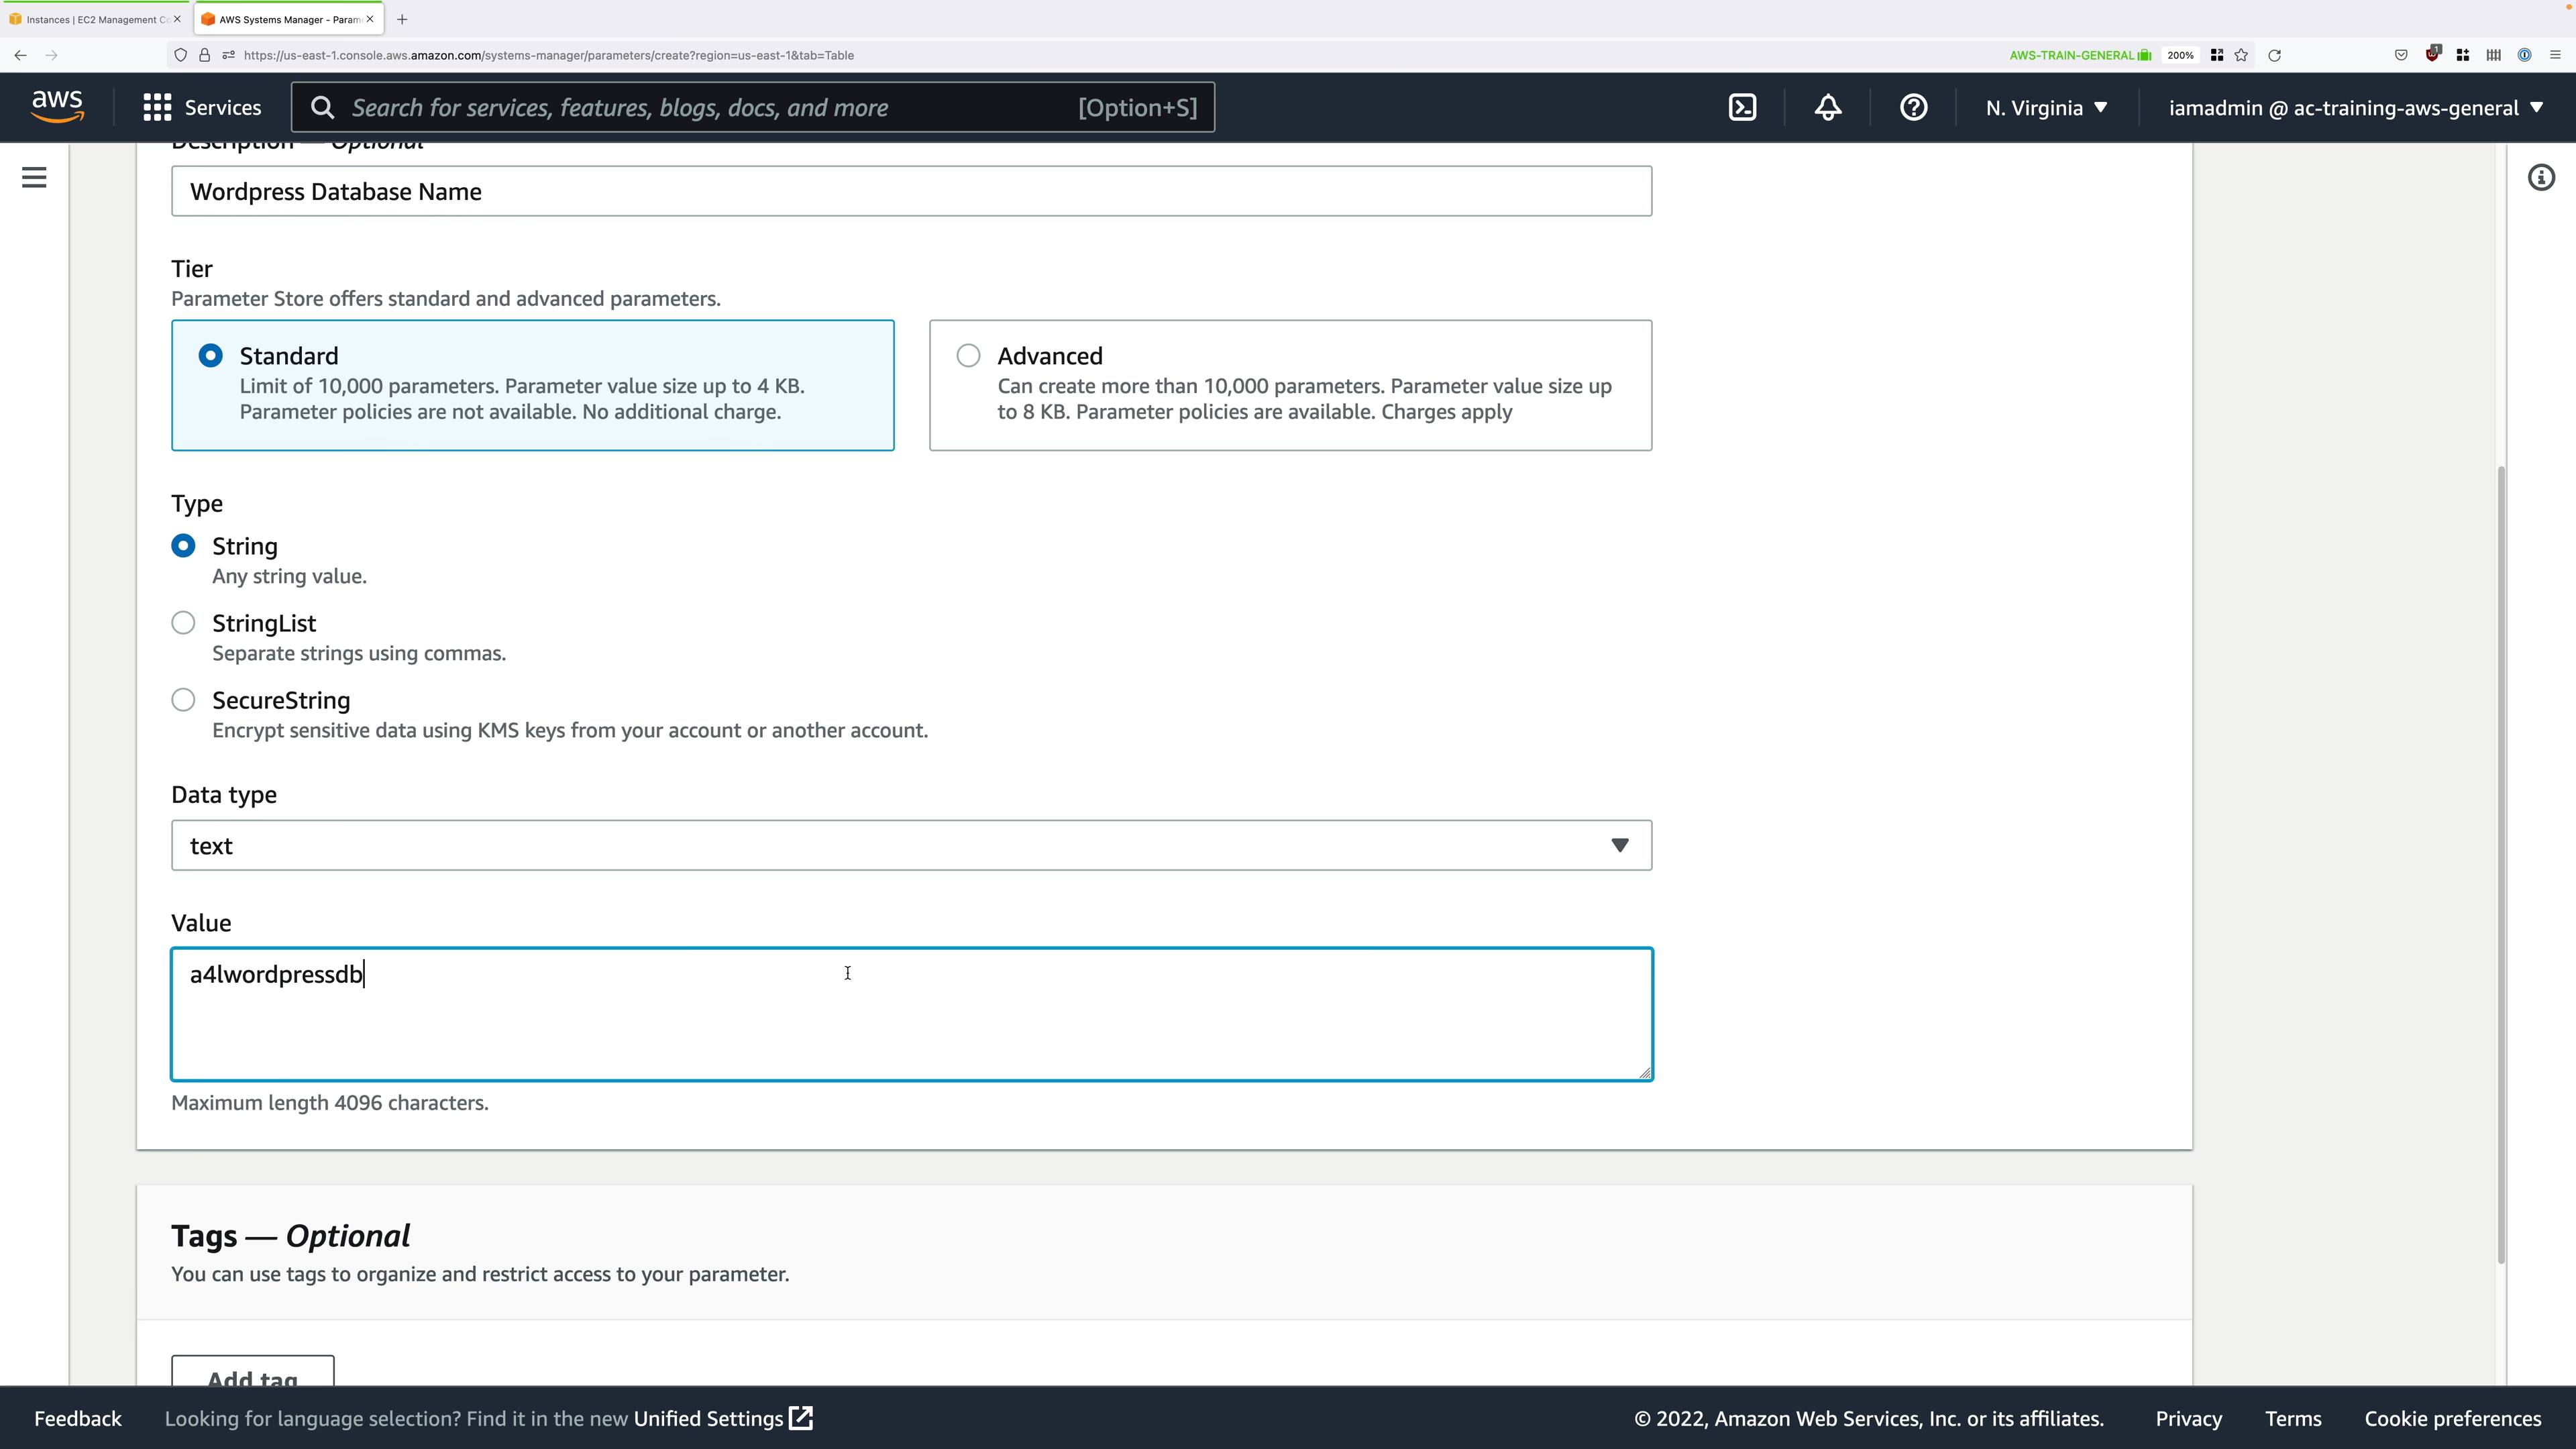 Instances | EC2 Management Co
AWS Systems Manager - Param
https://us-east-1.console.aws.amazon.com/systems-manager/parameters/create?region=us-east-1&tab=Table
AWS-TRAIN-GENERAL
200%
1
aws
Services
Search for services, features, blogs, docs, and more
[Option+S]
N. Virginia
iamadmin @ ac-training-aws-general
Description — Optional
Wordpress Database Name
Tier
Parameter Store offers standard and advanced parameters.
Standard
Limit of 10,000 parameters. Parameter value size up to 4 KB.
Parameter policies are not available. No additional charge.
Advanced
Can create more than 10,000 parameters. Parameter value size up
to 8 KB. Parameter policies are available. Charges apply
Type
String
Any string value.
StringList
Separate strings using commas.
SecureString
Encrypt sensitive data using KMS keys from your account or another account.
Data type
text
Value
a4lwordpressdb
Maximum length 4096 characters.
Tags — Optional
You can use tags to organize and restrict access to your parameter.
Add tag
Feedback
Looking for language selection? Find it in the new Unified Settings
© 2022, Amazon Web Services, Inc. or its affiliates.
Privacy
Terms
Cookie preferences